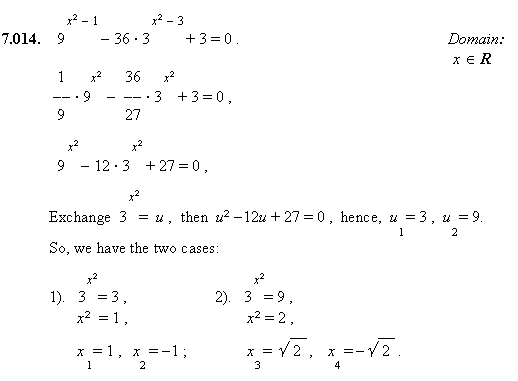 7.014. 9^(x² − 1) − 36 · 3^(x² − 3) + 3 = 0 . Domain:
x ∈ R
1/9 · 9^(x²) − 36/27 · 3^(x²) + 3 = 0 ,
9^(x²) − 12 · 3^(x²) + 27 = 0 ,
Exchange 3^(x²) = u , then u² − 12u + 27 = 0 , hence, u₁ = 3 , u₂ = 9.
So, we have the two cases:
1). 3^(x²) = 3 , 2). 3^(x²) = 9 ,
x² = 1 , x² = 2 ,
x₁ = 1 , x₂ = −1 ; x₃ = √2 , x₄ = −√2 .